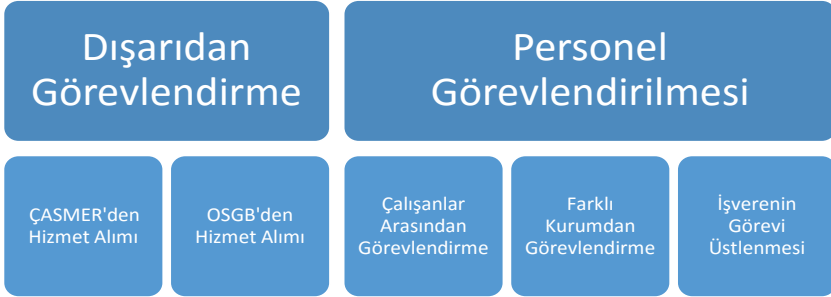 Dışarıdan
Görevlendirme
Personel
Görevlendirilmesi
ÇASMER'den
Hizmet Alımı
OSGB'den
Hizmet Alımı
Çalışanlar
Arasından
Görevlendirme
Farklı
Kurumdan
Görevlendirme
İşverenin
Görevi
Üstlenmesi